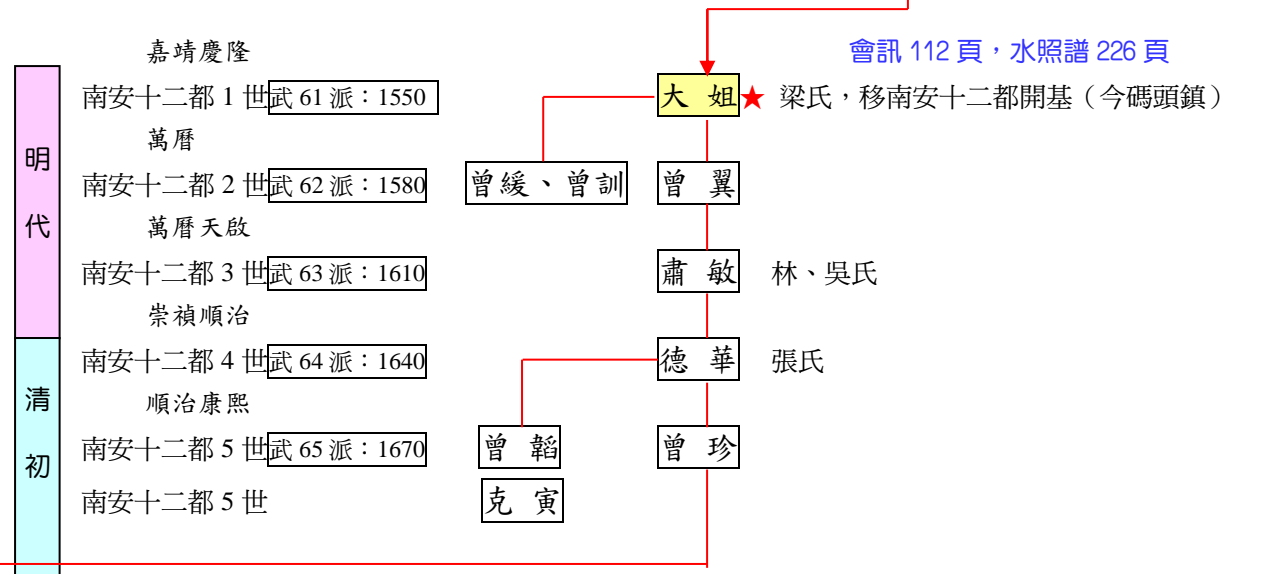 嘉靖慶隆
會訊 112 頁，水照譜 226 頁
南安十二都 1 世武 61 派：1550
大 姐★ 梁氏，移南安十二都開基（今碼頭鎮）
萬曆
明代
南安十二都 2 世武 62 派：1580
曾緩、曾訓
曾 翼
萬曆天啟
南安十二都 3 世武 63 派：1610
肅 敏 林、吳氏
崇禎順治
南安十二都 4 世武 64 派：1640
德 華 張氏
順治康熙
清初
南安十二都 5 世武 65 派：1670
曾 韜
曾 珍
南安十二都 5 世
克 寅